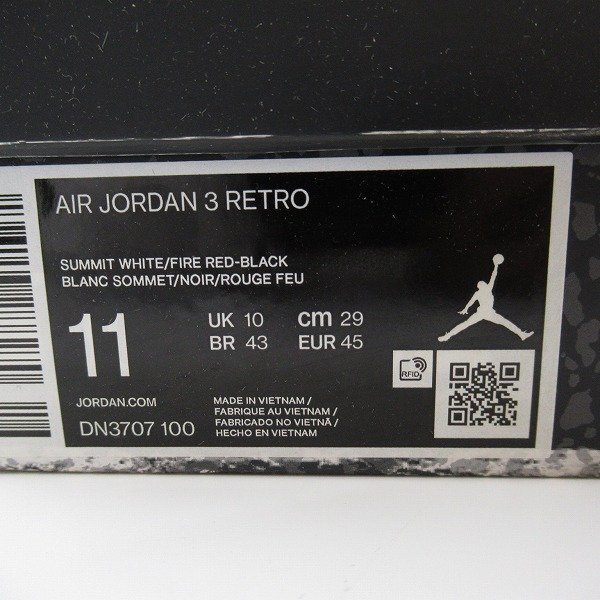 AIR JORDAN 3 RETRO
SUMMIT WHITE/FIRE RED-BLACK
BLANC SOMMET/NOIR/ROUGE FEU
11
UK 10 cm 29
BR 43 EUR 45
RFID
JORDAN.COM
DN3707 100
MADE IN VIETNAM/
FABRIQUE AU VIETNAM/
FABRICADO NO VIETNÃ/
HECHO EN VIETNAM